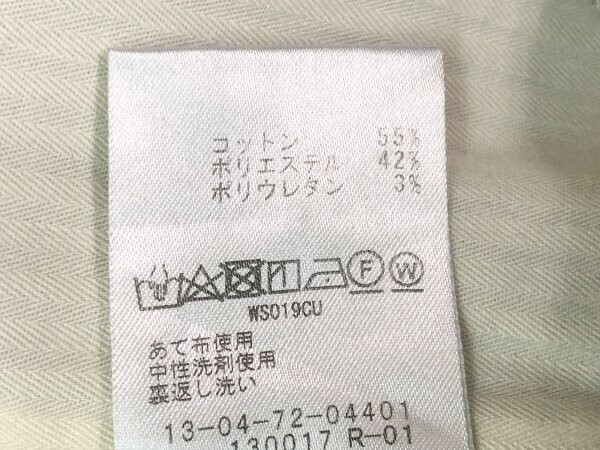 コットン 55%
ポリエステル 42%
ポリウレタン 3%
F W
WS019CU
あて布使用
中性洗剤使用
裏返し洗い
13-04-72-04401
130017 R-01